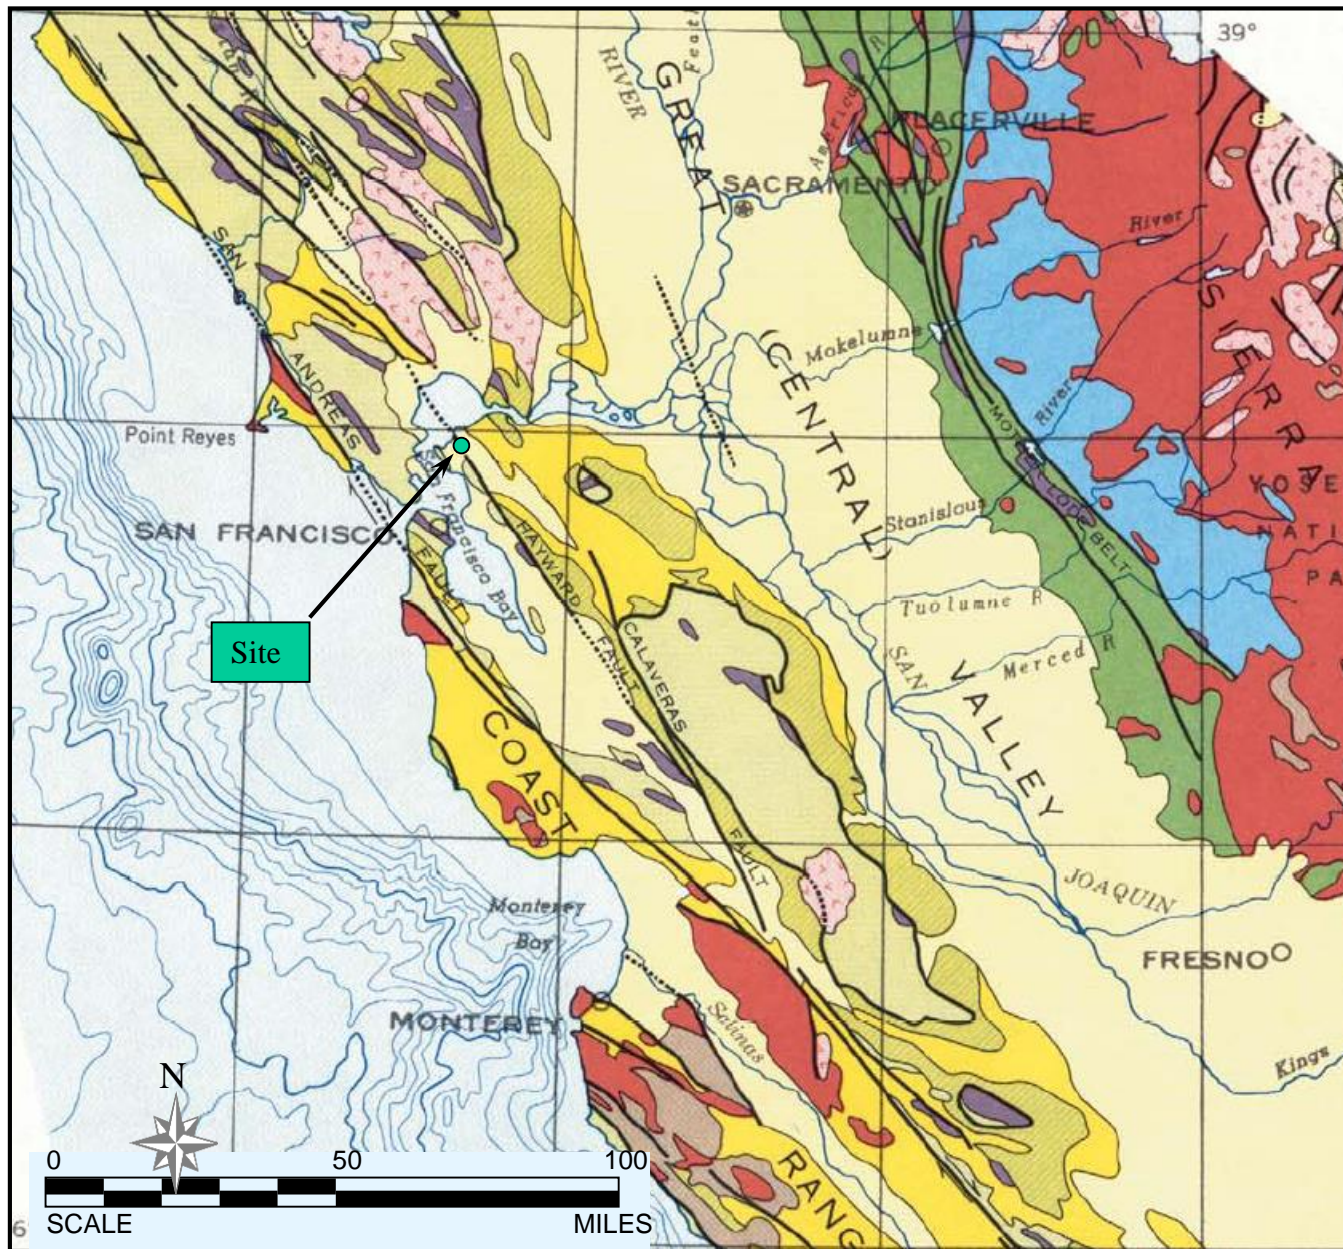 39°
RIVER
GREAT
PLACERVILLE
American
R
SACRAMENTO
River
SAN
ANDREAS
FAULT
Mokelumne
River
(CENTRAL)
SIERRA
MOTHER LODE BELT
Point Reyes
YOSE
NATI
PA
SAN FRANCISCO
San Francisco Bay
Stanislaus
HAYWARD
FAULT
Tuolumne R
Site
CALAVERAS
FAULT
SAN
Merced R
VALLEY
COAST
JOAQUIN
Monterey
Bay
FRESNO
MONTEREY
Salinas
Kings
N
RANG
0 50 100
SCALE MILES
6